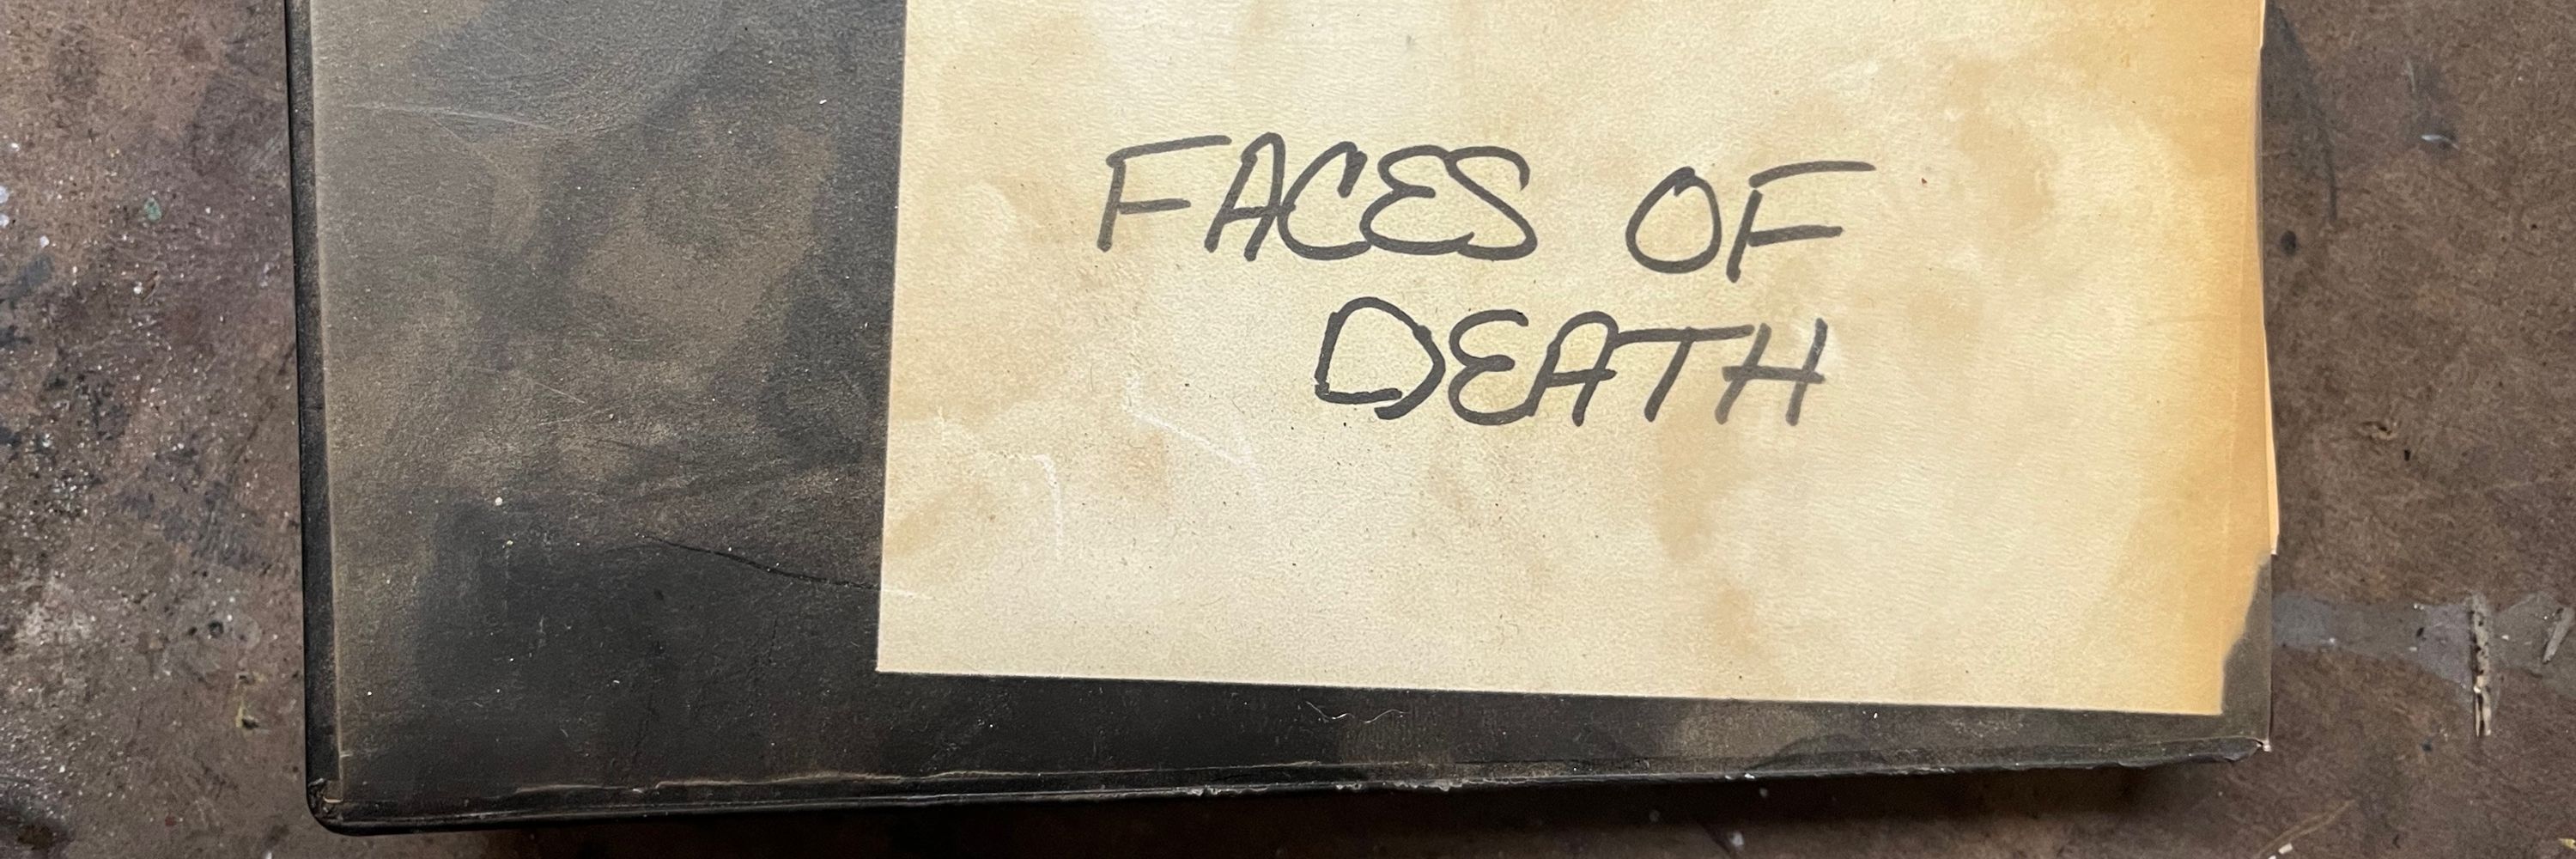 FACES OF
DEATH